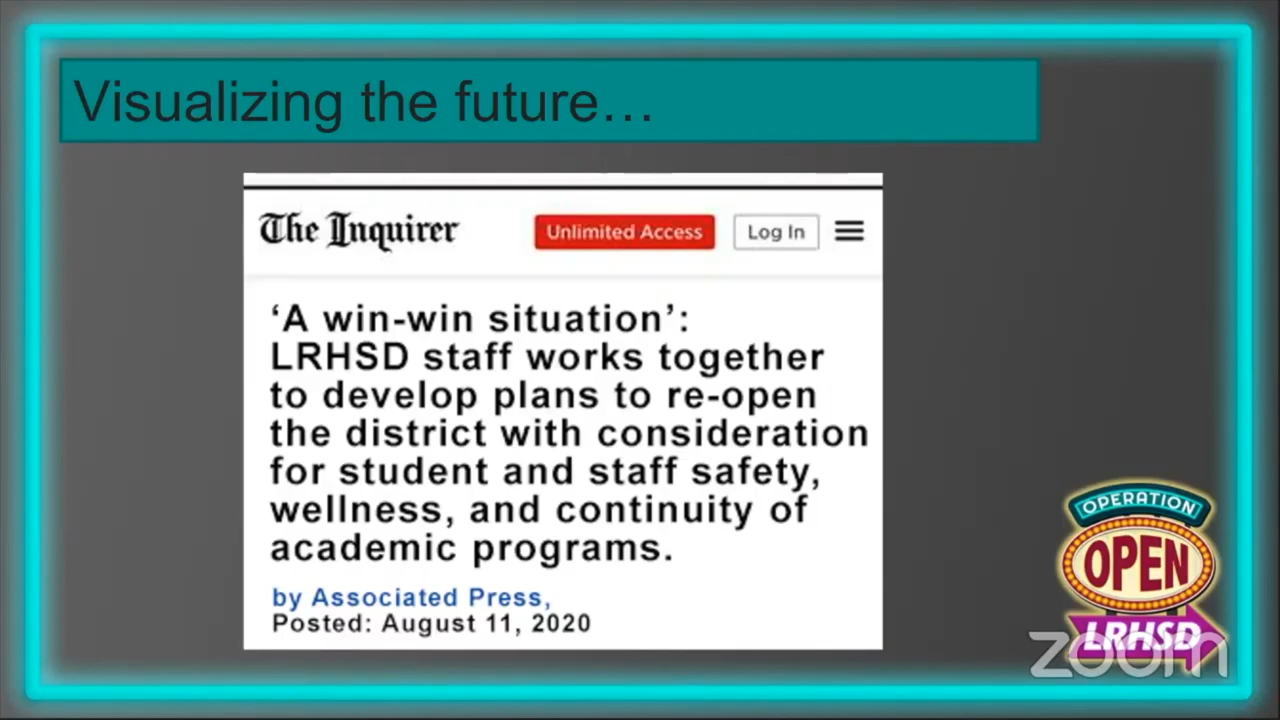 Visualizing the future…
The Inquirer
Unlimited Access
Log In
‘A win-win situation’:
LRHSD staff works together
to develop plans to re-open
the district with consideration
for student and staff safety,
wellness, and continuity of
academic programs.
by Associated Press,
Posted: August 11, 2020
OPERATION
OPEN
LRHSD
zoom